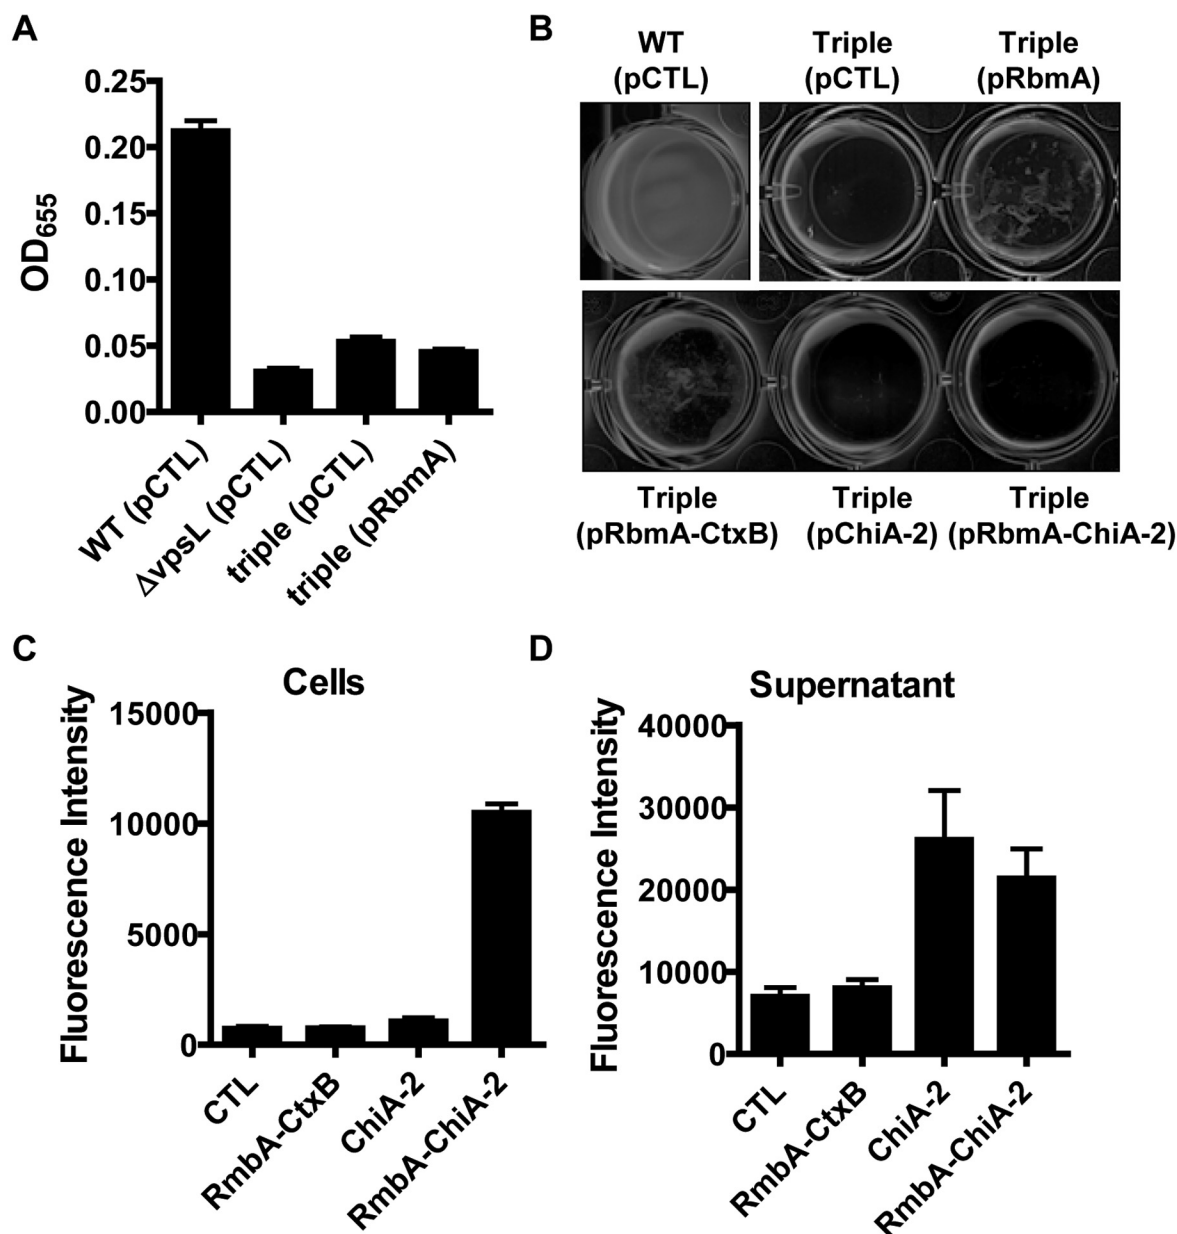 A
0.25
0.20
0.15
0.10
0.05
0.00
OD655
WT (pCTL)
ΔvpsL (pCTL)
triple (pCTL)
triple (pRbmA)
B
WT
(pCTL)
Triple
(pCTL)
Triple
(pRbmA)
Triple
(pRbmA-CtxB)
Triple
(pChiA-2)
Triple
(pRbmA-ChiA-2)
C
Cells
Fluorescence Intensity
15000
10000
5000
0
CTL
RmbA-CtxB
ChiA-2
RmbA-ChiA-2
D
Supernatant
Fluorescence Intensity
40000
30000
20000
10000
0
CTL
RmbA-CtxB
ChiA-2
RmbA-ChiA-2